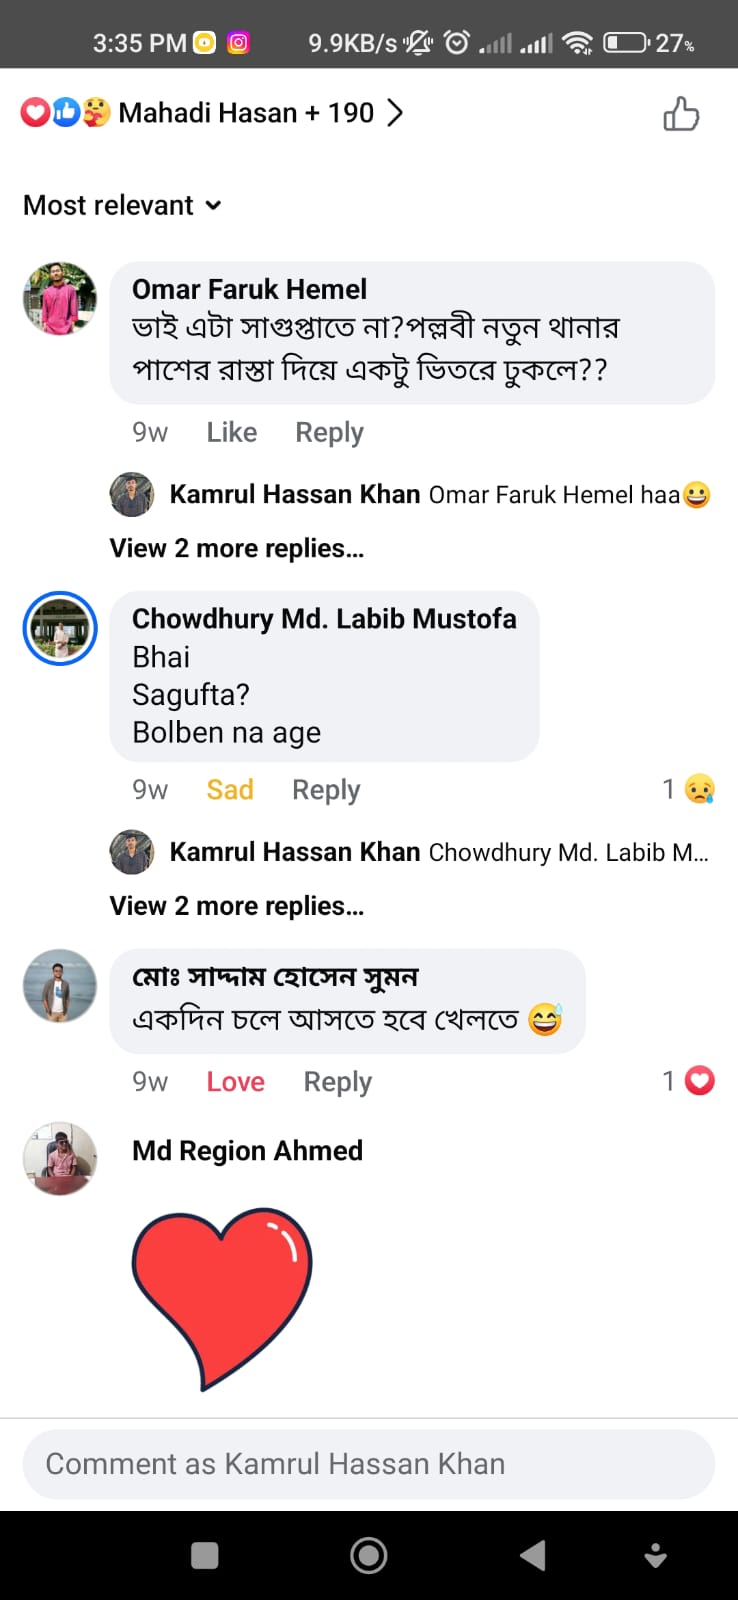 3:35 PM 9.9KB/s 27%
Mahadi Hasan + 190
Most relevant
Omar Faruk Hemel
ভাই এটা সাগুপ্তাতে না?পল্লবী নতুন থানার
পাশের রাস্তা দিয়ে একটু ভিতরে ঢুকলে??
9w Like Reply
Kamrul Hassan Khan Omar Faruk Hemel haa😀
View 2 more replies...
Chowdhury Md. Labib Mustofa
Bhai
Sagufta?
Bolben na age
9w Sad Reply 1 😥
Kamrul Hassan Khan Chowdhury Md. Labib M...
View 2 more replies...
মোঃ সাদ্দাম হোসেন সুমন
একদিন চলে আসতে হবে খেলতে 😅
9w Love Reply 1
Md Region Ahmed
Comment as Kamrul Hassan Khan